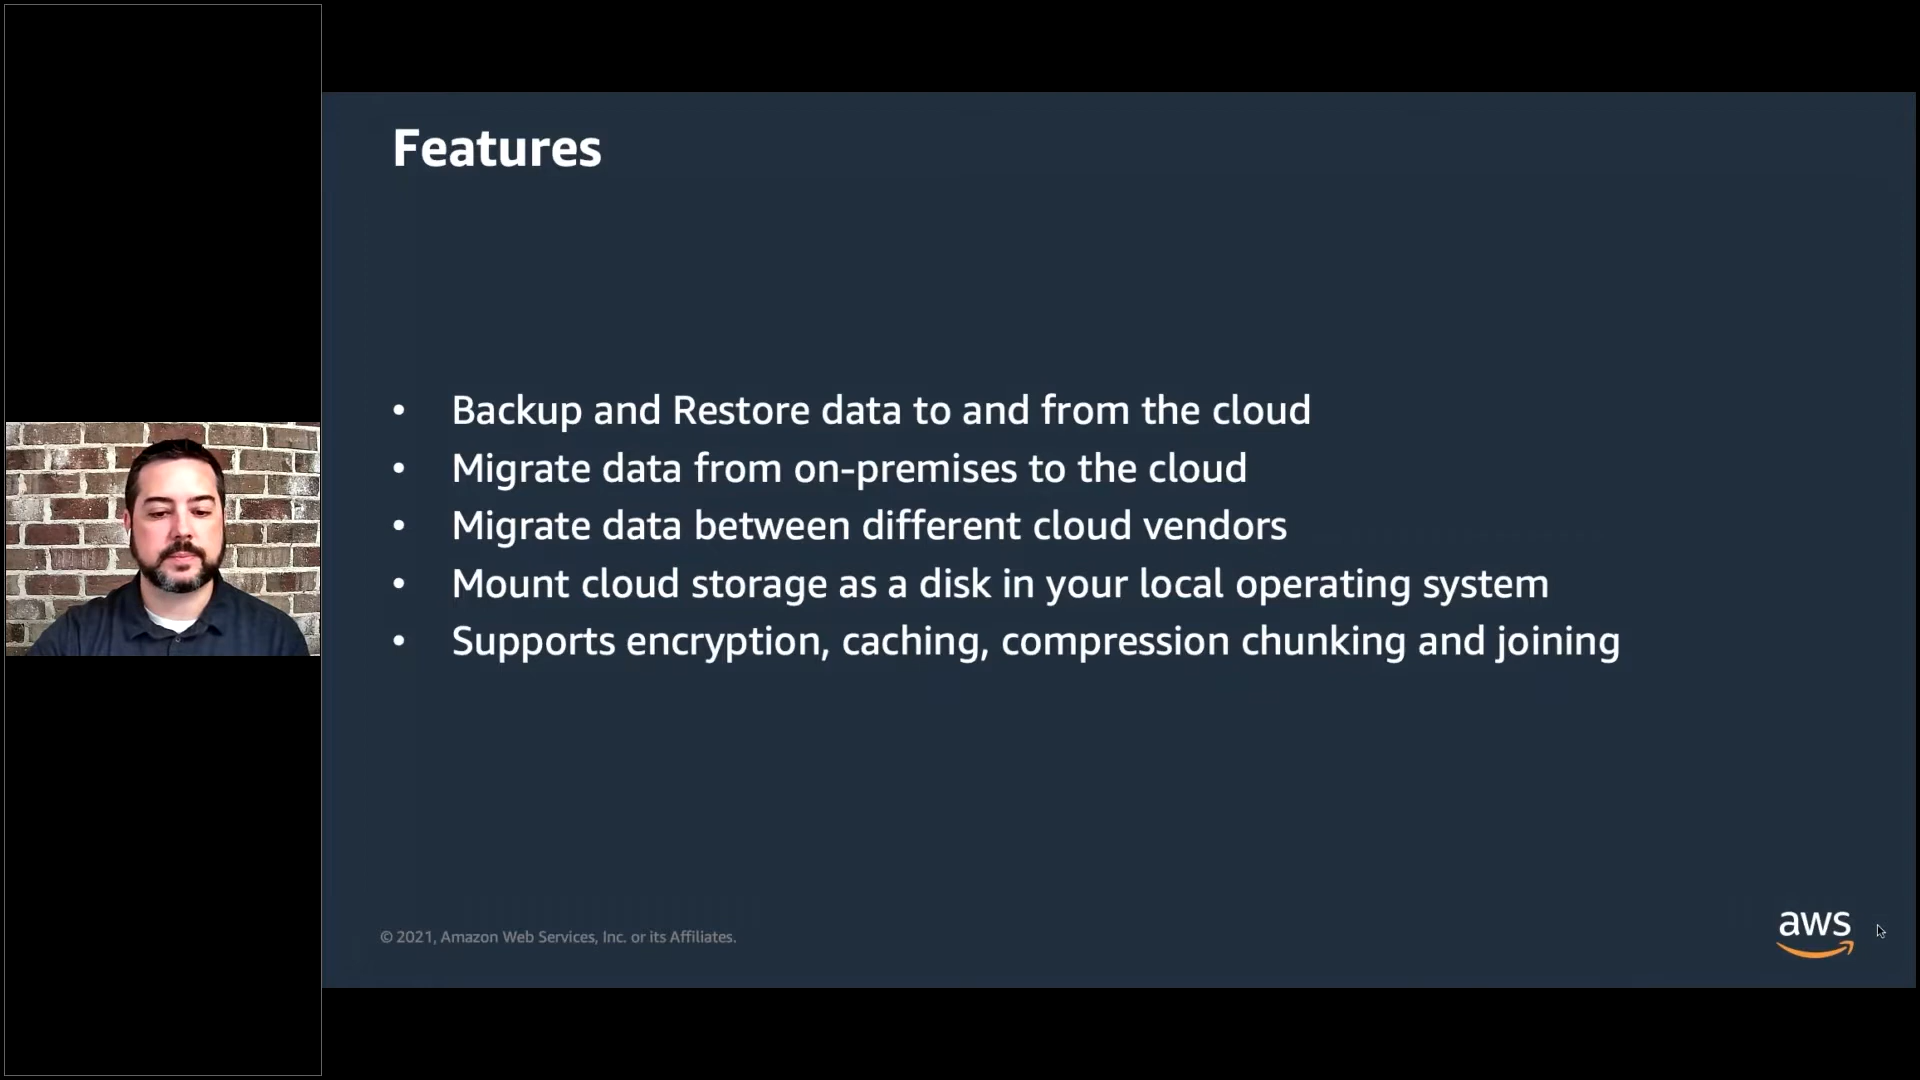 Features
• Backup and Restore data to and from the cloud
• Migrate data from on-premises to the cloud
• Migrate data between different cloud vendors
• Mount cloud storage as a disk in your local operating system
• Supports encryption, caching, compression chunking and joining
© 2021, Amazon Web Services, Inc. or its Affiliates.
aws